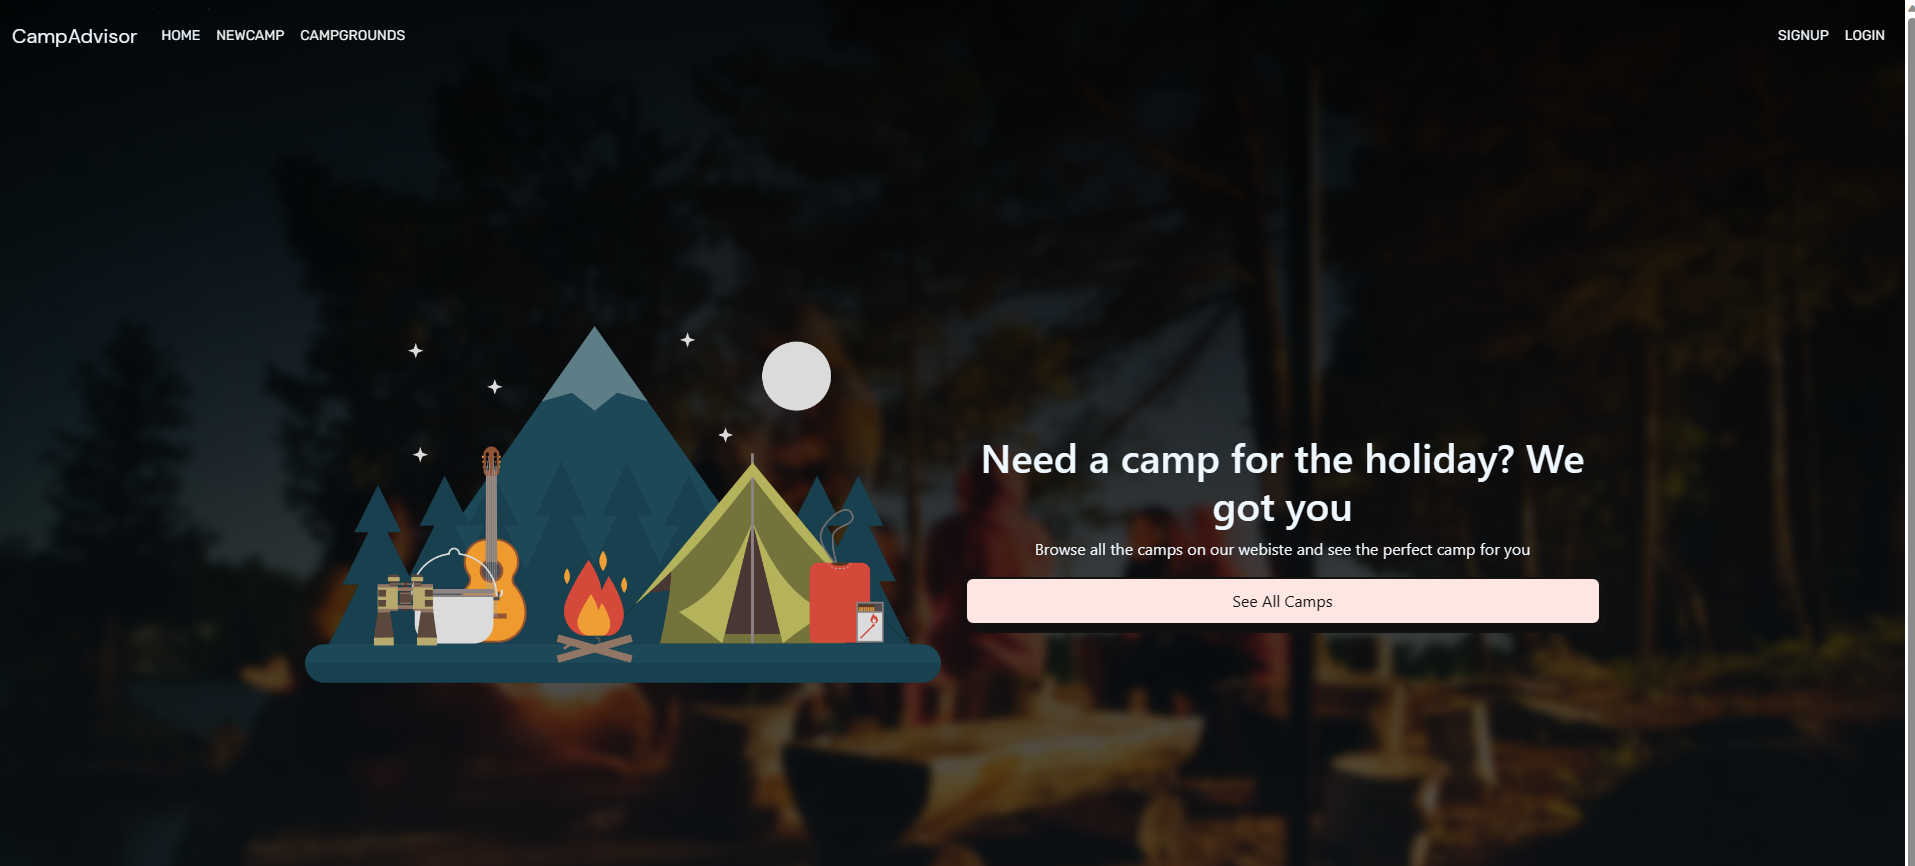 CampAdvisor HOME NEWCAMP CAMPGROUNDS SIGNUP LOGIN
Need a camp for the holiday? We
got you
Browse all the camps on our webiste and see the perfect camp for you
See All Camps